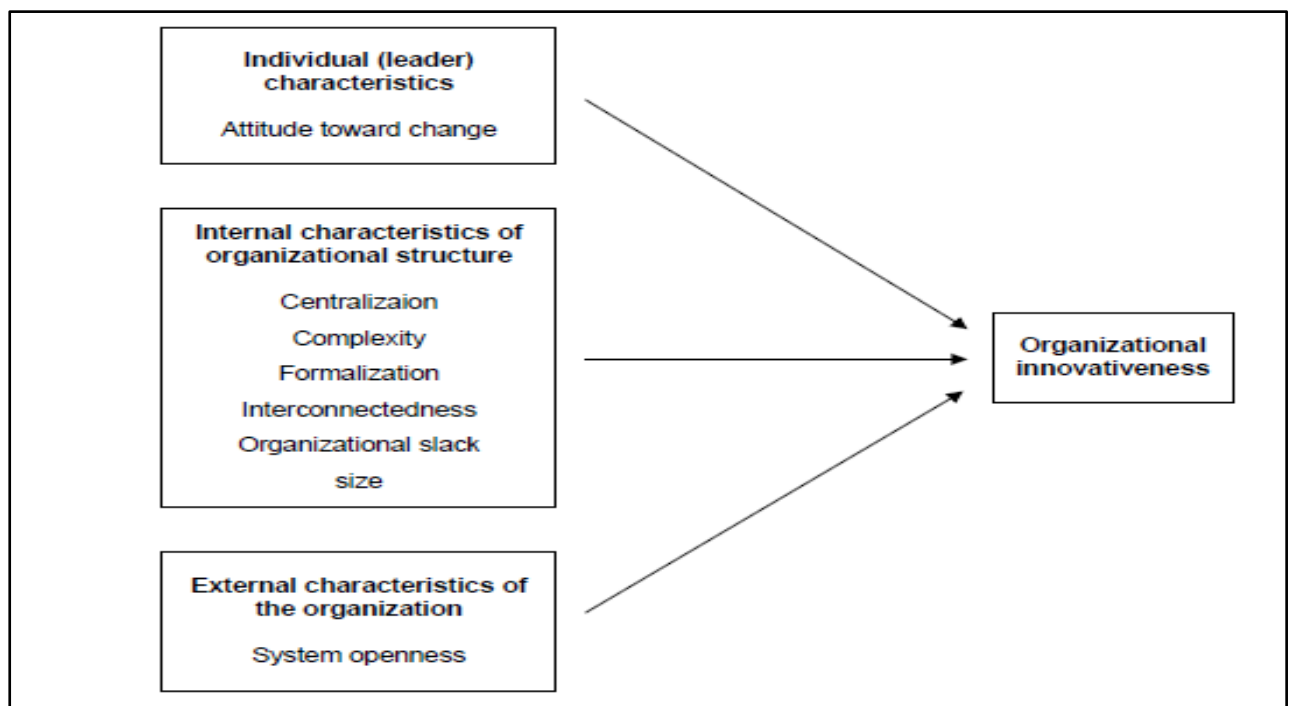 Individual (leader)
characteristics
Attitude toward change
Internal characteristics of
organizational structure
Centralizaion
Complexity
Formalization
Interconnectedness
Organizational slack
size
External characteristics of
the organization
System openness
Organizational
innovativeness